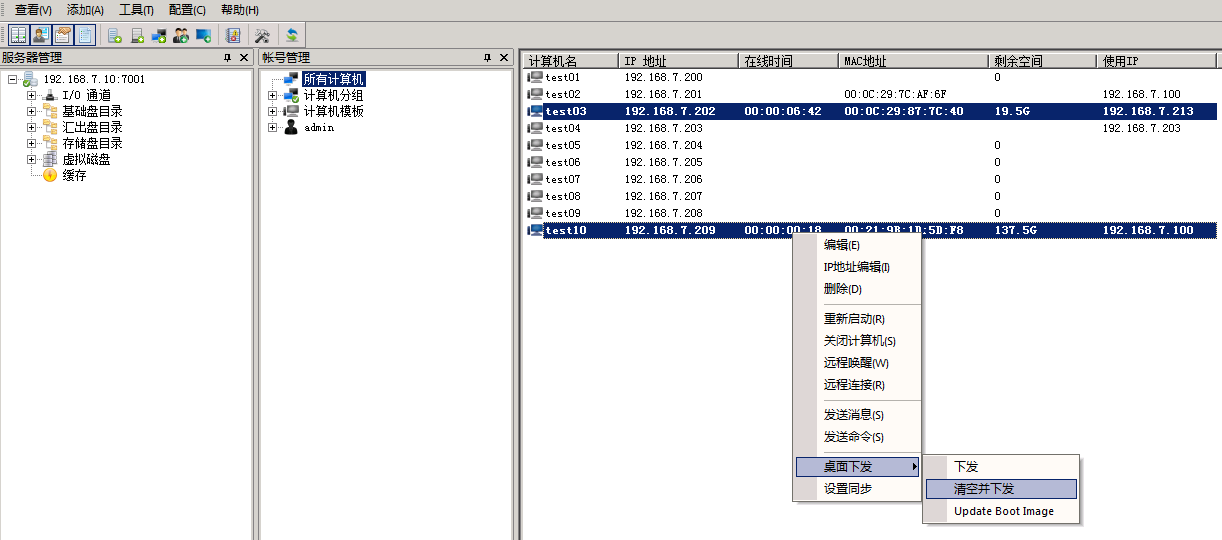 查看(V) 添加(A) 工具(T) 配置(C) 帮助(H)
服务器管理
192.168.7.10:7001
I/O 通道
基础盘目录
汇出盘目录
存储盘目录
虚拟磁盘
缓存
帐号管理
所有计算机
计算机分组
计算机模板
admin
计算机名 IP 地址 在线时间 MAC地址 剩余空间 使用IP
test01 192.168.7.200 0
test02 192.168.7.201 00:0C:29:7C:AF:6F 192.168.7.100
test03 192.168.7.202 00:00:06:42 00:0C:29:87:7C:40 19.5G 192.168.7.213
test04 192.168.7.203 192.168.7.203
test05 192.168.7.204 0
test06 192.168.7.205 0
test07 192.168.7.206 0
test08 192.168.7.207 0
test09 192.168.7.208 0
test10 192.168.7.209 00:00:00:18 00:21:9B:1D:5D:F8 137.5G 192.168.7.100
编辑(E)
IP地址编辑(I)
删除(D)
重新启动(R)
关闭计算机(S)
远程唤醒(W)
远程连接(R)
发送消息(S)
发送命令(S)
桌面下发
设置同步
下发
清空并下发
Update Boot Image